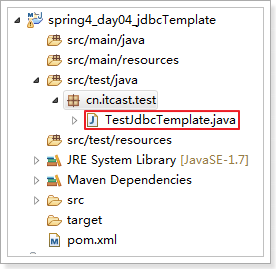 spring4_day04_jdbcTemplate
src/main/java
src/main/resources
src/test/java
cn.itcast.test
TestJdbcTemplate.java
src/test/resources
JRE System Library [JavaSE-1.7]
Maven Dependencies
src
target
pom.xml